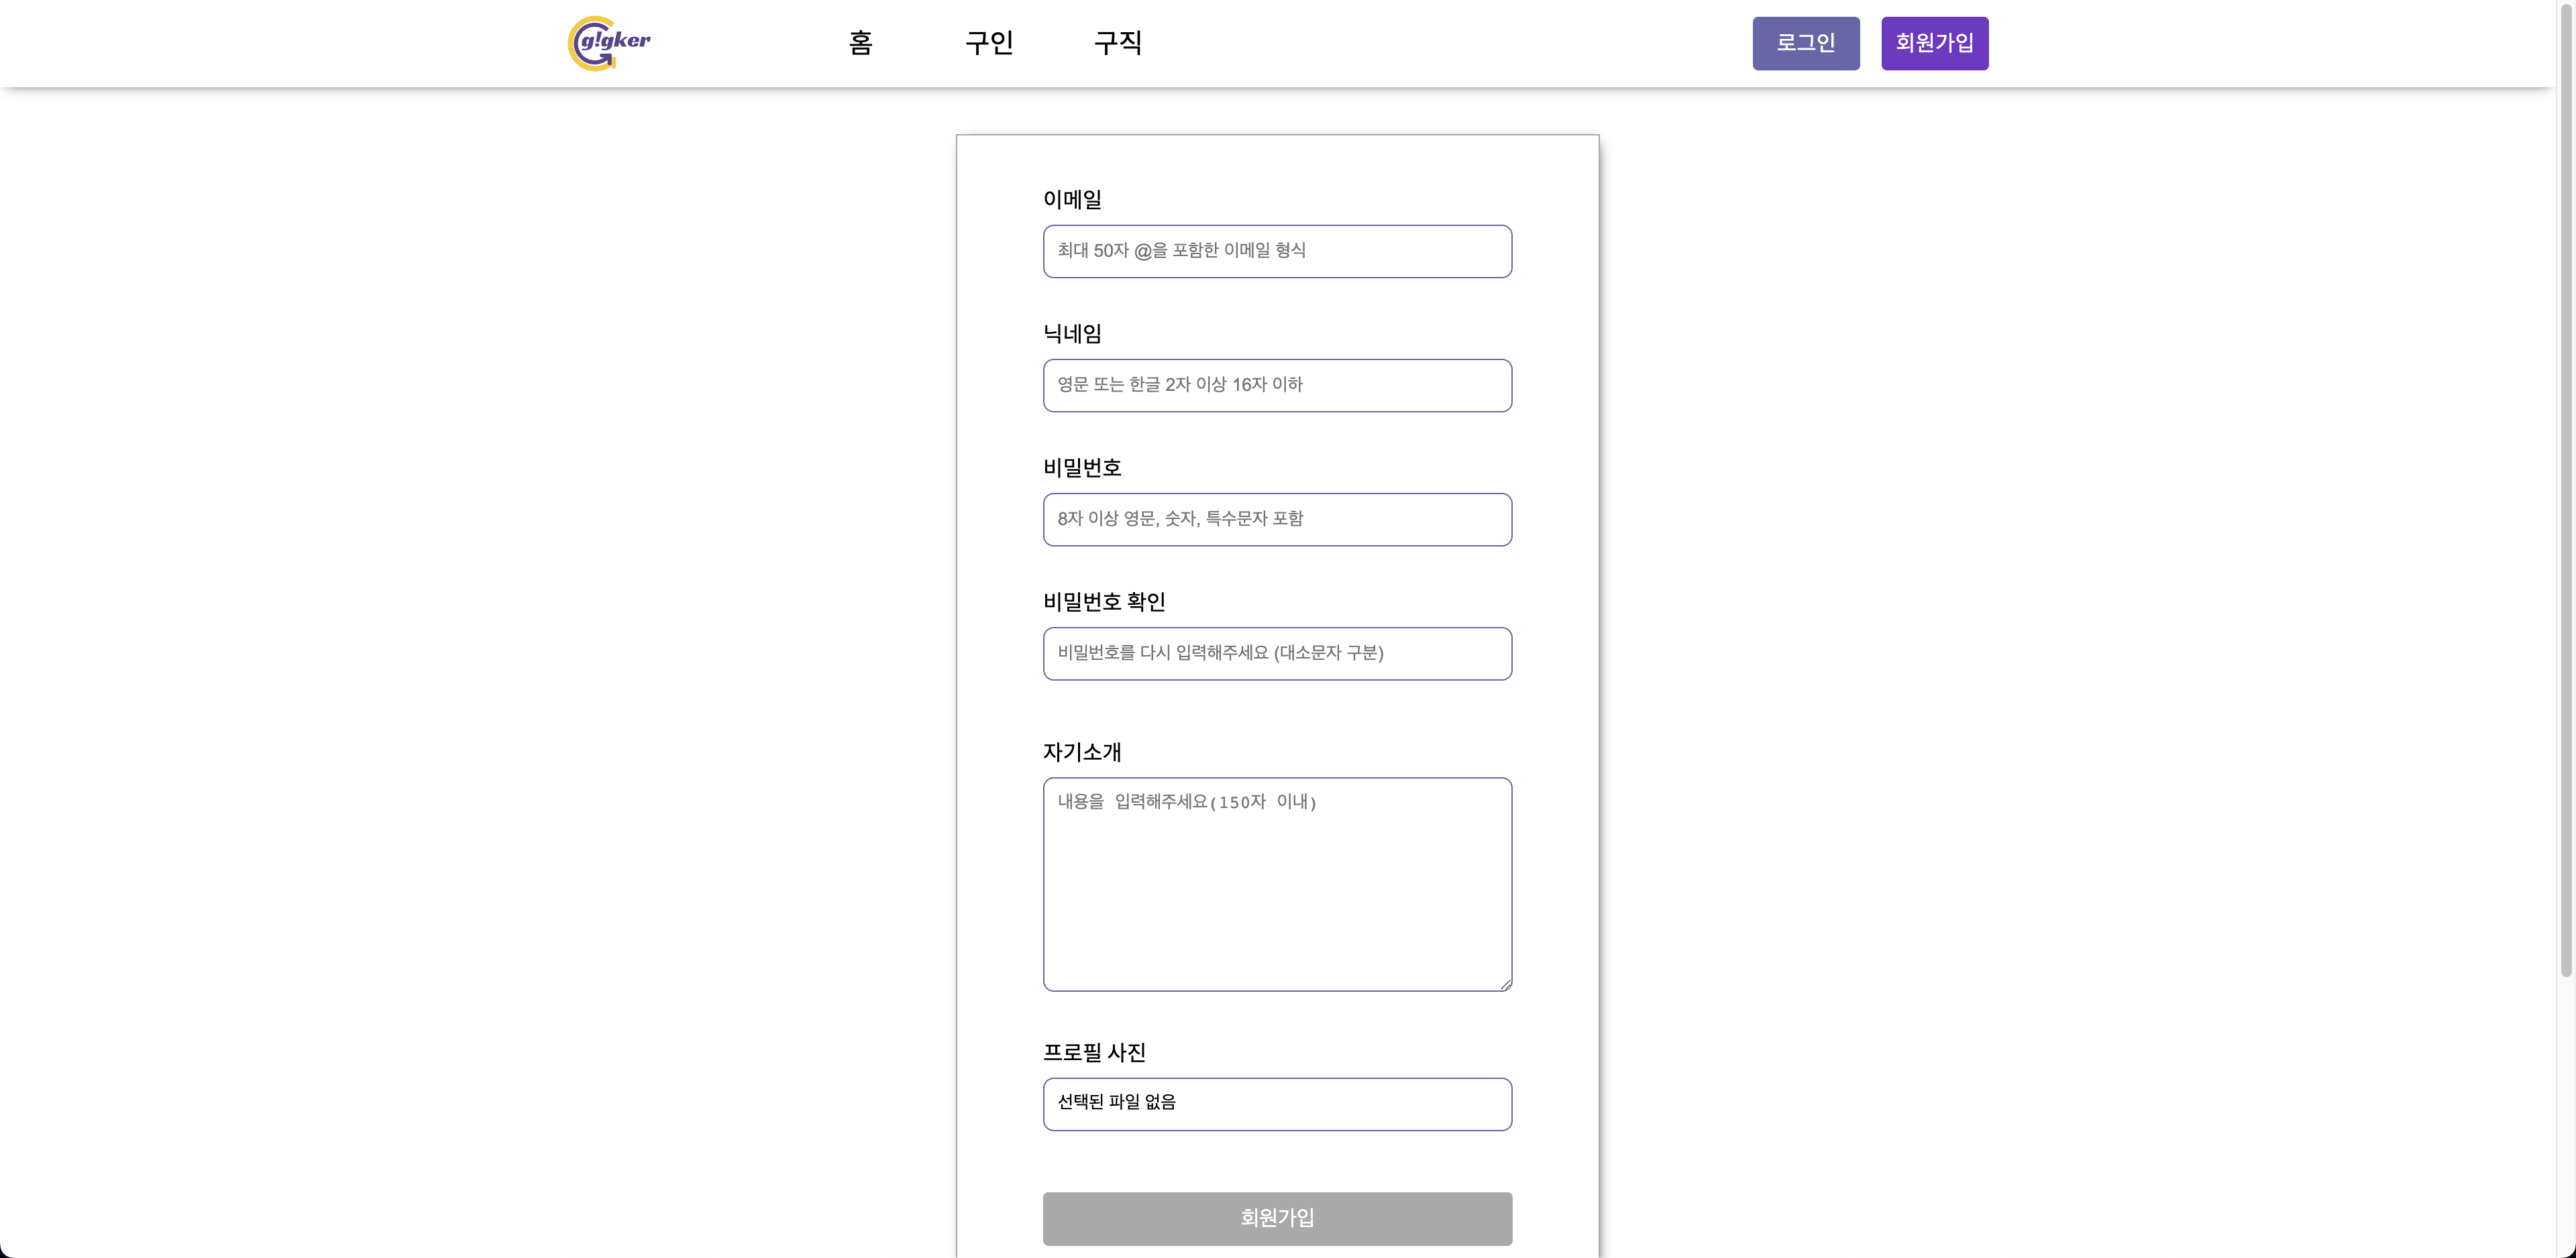 g!gker
홈
구인
구직
로그인
회원가입
이메일
최대 50자 @을 포함한 이메일 형식
닉네임
영문 또는 한글 2자 이상 16자 이하
비밀번호
8자 이상 영문, 숫자, 특수문자 포함
비밀번호 확인
비밀번호를 다시 입력해주세요 (대소문자 구분)
자기소개
내용을 입력해주세요(150자 이내)
프로필 사진
선택된 파일 없음
회원가입